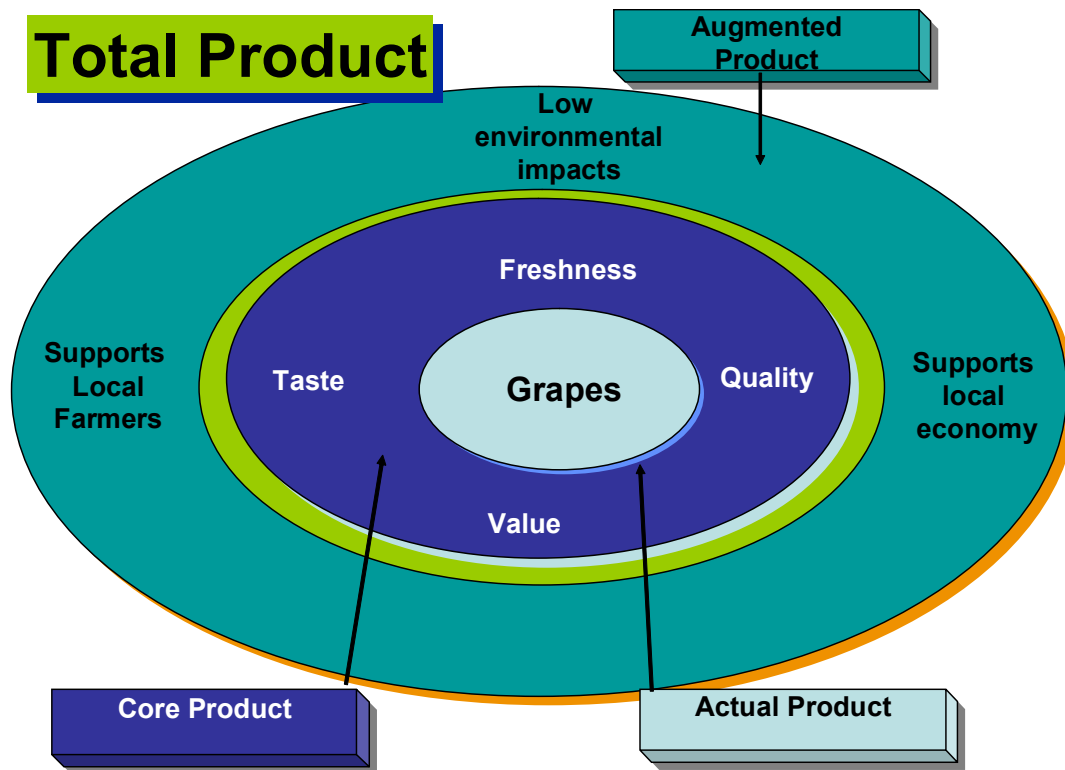 Total Product
Augmented
Product
Low
environmental
impacts
Freshness
Supports
Local
Farmers
Taste
Grapes
Quality
Supports
local
economy
Value
Core Product
Actual Product